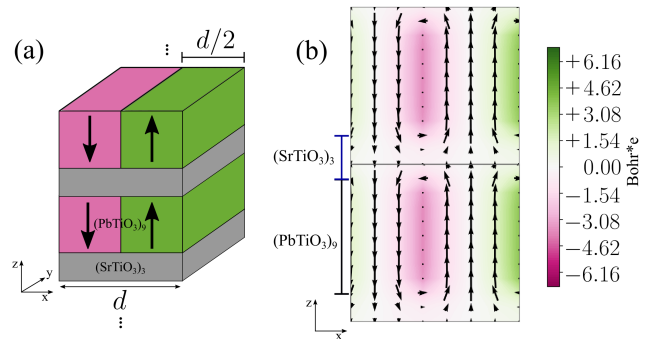 (a)
⋮
d/2
(PbTiO₃)₉
(SrTiO₃)₃
z
y
x
d
⋮
(b)
(SrTiO₃)₃
(PbTiO₃)₉
z
x
+6.16
+4.62
+3.08
+1.54
0.00
−1.54
−3.08
−4.62
−6.16
Bohr*e